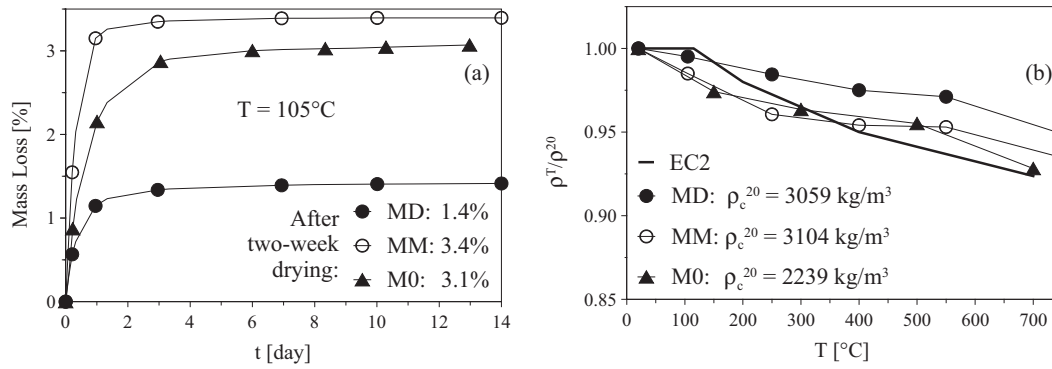 (a)
T = 105°C
After
two-week
drying:
MD: 1.4%
MM: 3.4%
M0: 3.1%
Mass Loss [%]
0
1
2
3
0
2
4
6
8
10
12
14
t [day]
(b)
EC2
MD: ρc²⁰ = 3059 kg/m³
MM: ρc²⁰ = 3104 kg/m³
M0: ρc²⁰ = 2239 kg/m³
ρᵀ/ρ²⁰
1.00
0.95
0.90
0.85
0
100
200
300
400
500
600
700
T [°C]